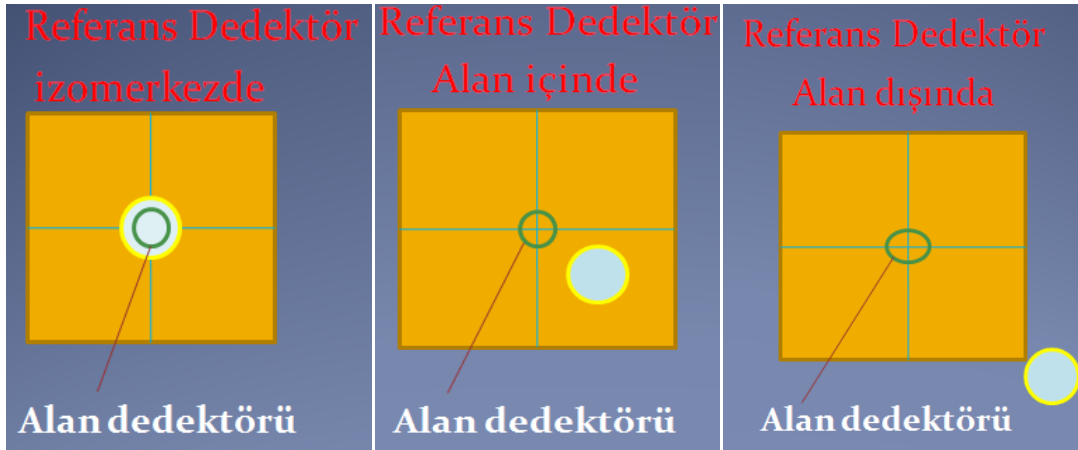 Referans Dedektör
izomerkezde
Alan dedektörü
Referans Dedektör
Alan içinde
Alan dedektörü
Referans Dedektör
Alan dışında
Alan dedektörü